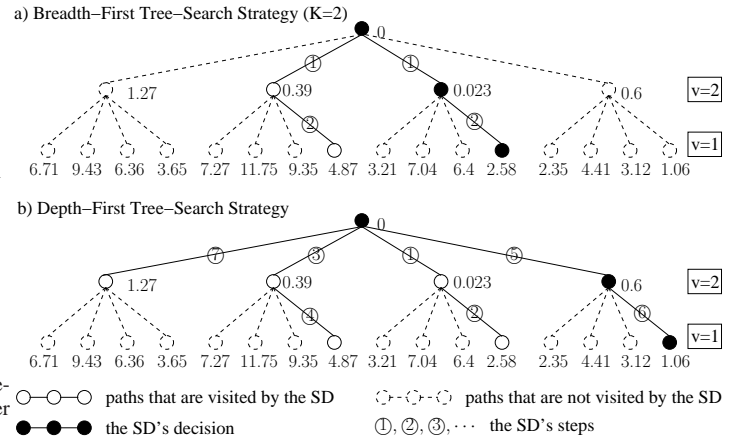 a) Breadth–First Tree–Search Strategy (K=2)
0
① ①
1.27 0.39 0.023 0.6 v=2
② ②
v=1
6.71 9.43 6.36 3.65 7.27 11.75 9.35 4.87 3.21 7.04 6.4 2.58 2.35 4.41 3.12 1.06
b) Depth–First Tree–Search Strategy
0
⑦ ③ ① ⑤
1.27 0.39 0.023 0.6 v=2
④ ② ⑥
v=1
6.71 9.43 6.36 3.65 7.27 11.75 9.35 4.87 3.21 7.04 6.4 2.58 2.35 4.41 3.12 1.06
e-
paths that are visited by the SD paths that are not visited by the SD
er
the SD's decision ①, ②, ③, ··· the SD's steps